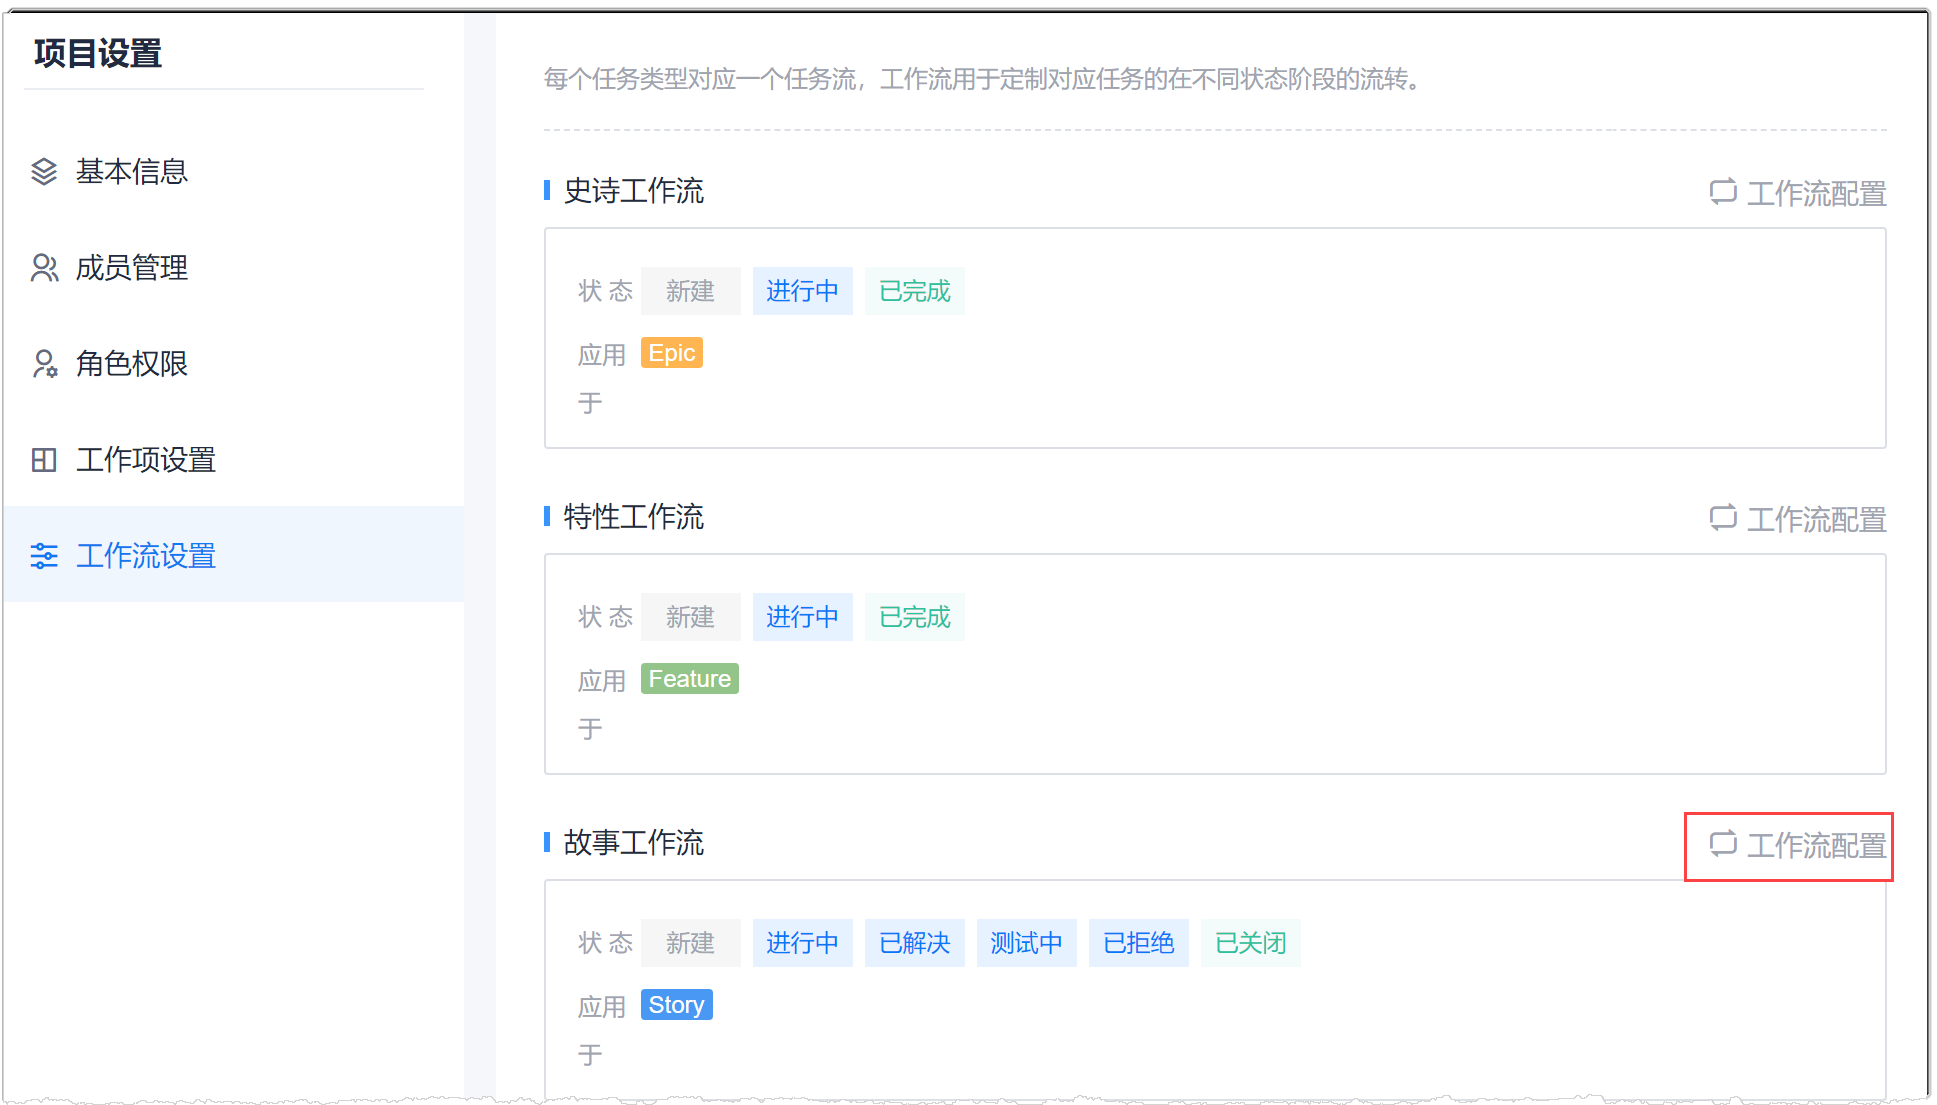 项目设置
基本信息
成员管理
角色权限
工作项设置
工作流设置
每个任务类型对应一个任务流，工作流用于定制对应任务的在不同状态阶段的流转。
史诗工作流 工作流配置
状 态 新建 进行中 已完成
应用 Epic
于
特性工作流 工作流配置
状 态 新建 进行中 已完成
应用 Feature
于
故事工作流 工作流配置
状 态 新建 进行中 已解决 测试中 已拒绝 已关闭
应用 Story
于